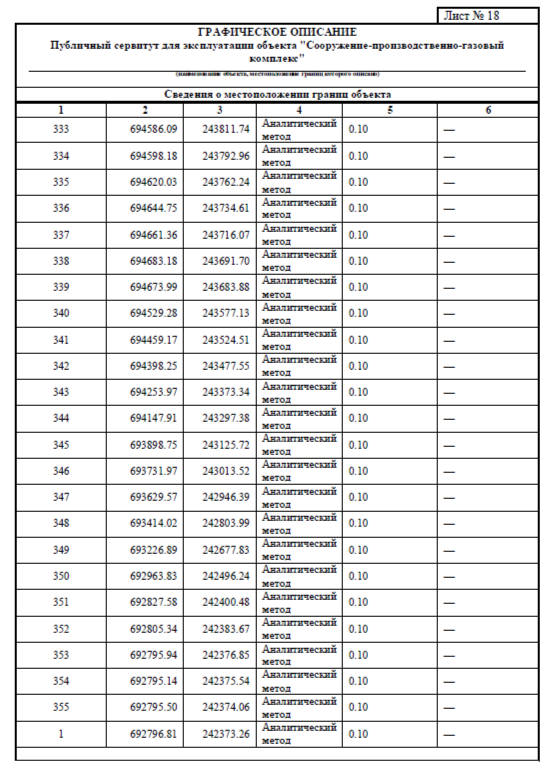 Лист № 18
ГРАФИЧЕСКОЕ ОПИСАНИЕ
Публичный сервитут для эксплуатации объекта "Сооружение-производственно-газовый
комплекс"
(наименование объекта, местоположение границ которого описано)
Сведения о местоположении границ объекта
1 2 3 4 5 6
333 694586.09 243811.74 Аналитический метод 0.10 —
334 694598.18 243792.96 Аналитический метод 0.10 —
335 694620.03 243762.24 Аналитический метод 0.10 —
336 694644.75 243734.61 Аналитический метод 0.10 —
337 694661.36 243716.07 Аналитический метод 0.10 —
338 694683.18 243691.70 Аналитический метод 0.10 —
339 694673.99 243683.88 Аналитический метод 0.10 —
340 694529.28 243577.13 Аналитический метод 0.10 —
341 694459.17 243524.51 Аналитический метод 0.10 —
342 694398.25 243477.55 Аналитический метод 0.10 —
343 694253.97 243373.34 Аналитический метод 0.10 —
344 694147.91 243297.38 Аналитический метод 0.10 —
345 693898.75 243125.72 Аналитический метод 0.10 —
346 693731.97 243013.52 Аналитический метод 0.10 —
347 693629.57 242946.39 Аналитический метод 0.10 —
348 693414.02 242803.99 Аналитический метод 0.10 —
349 693226.89 242677.83 Аналитический метод 0.10 —
350 692963.83 242496.24 Аналитический метод 0.10 —
351 692827.58 242400.48 Аналитический метод 0.10 —
352 692805.34 242383.67 Аналитический метод 0.10 —
353 692795.94 242376.85 Аналитический метод 0.10 —
354 692795.14 242375.54 Аналитический метод 0.10 —
355 692795.50 242374.06 Аналитический метод 0.10 —
1 692796.81 242373.26 Аналитический метод 0.10 —